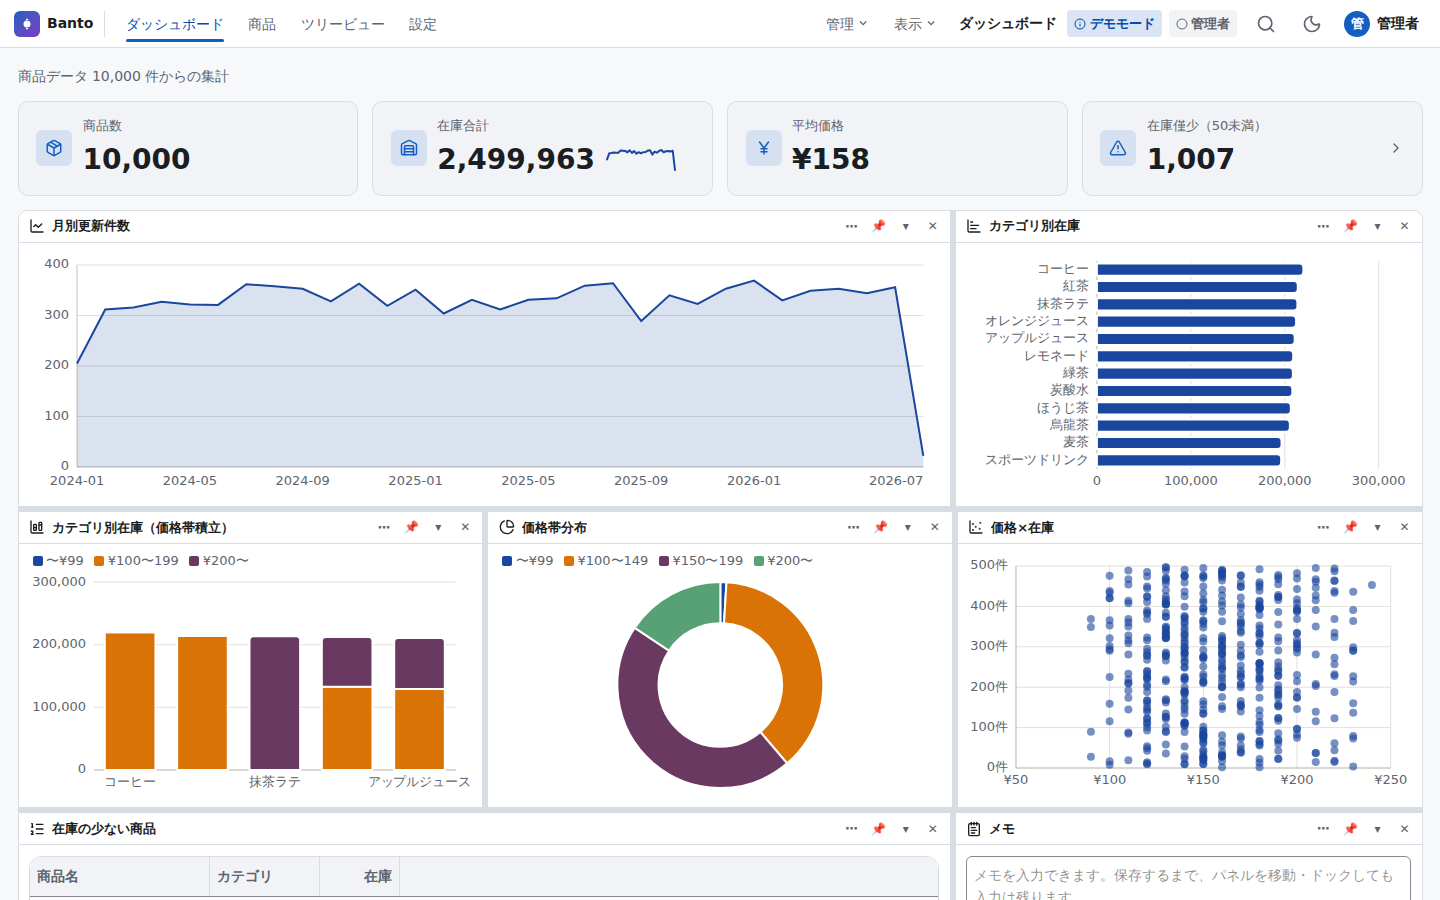 Banto ダッシュボード 商品 ツリービュー 設定 管理 表示 ダッシュボード デモモード 管理者 管 管理者
商品データ 10,000 件からの集計
商品数
10,000
在庫合計
2,499,963
平均価格
¥158
在庫僅少（50未満）
1,007
月別更新件数
400
300
200
100
0
2024-01 2024-05 2024-09 2025-01 2025-05 2025-09 2026-01 2026-07
カテゴリ別在庫
コーヒー
紅茶
抹茶ラテ
オレンジジュース
アップルジュース
レモネード
緑茶
炭酸水
ほうじ茶
烏龍茶
麦茶
スポーツドリンク
0 100,000 200,000 300,000
カテゴリ別在庫（価格帯積立）
〜¥99 ¥100〜199 ¥200〜
300,000
200,000
100,000
0
コーヒー 抹茶ラテ アップルジュース
価格帯分布
〜¥99 ¥100〜149 ¥150〜199 ¥200〜
価格×在庫
500件
400件
300件
200件
100件
0件
¥50 ¥100 ¥150 ¥200 ¥250
在庫の少ない商品
商品名 カテゴリ 在庫
メモ
メモを入力できます。保存するまで、パネルを移動・ドックしても
入力は残ります